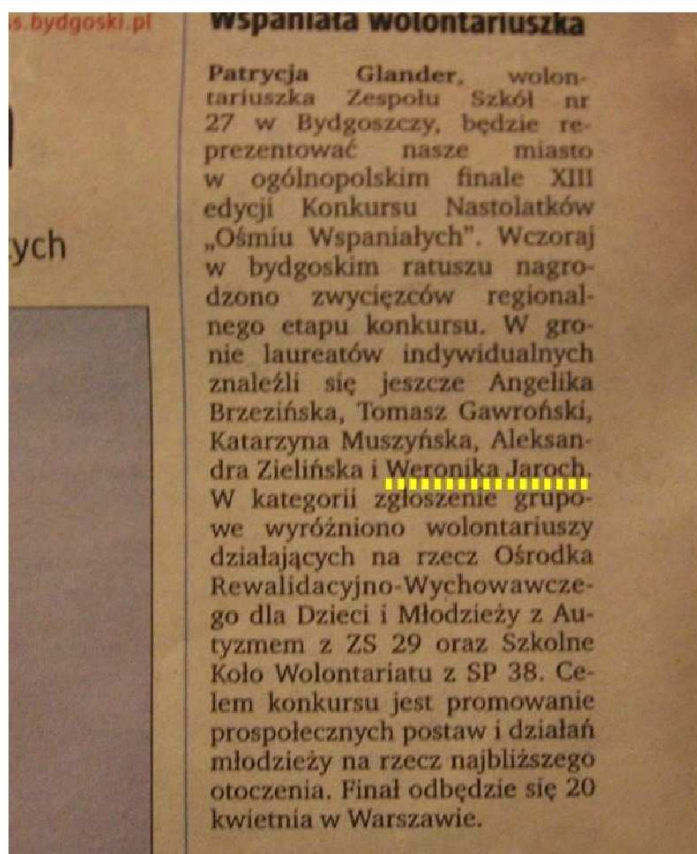 s.bydgoski.pl
ych
Wspaniała wolontariuszka
Patrycja Glander, wolon-
tariuszka Zespołu Szkół nr
27 w Bydgoszczy, będzie re-
prezentować nasze miasto
w ogólnopolskim finale XIII
edycji Konkursu Nastolatków
„Ośmiu Wspaniałych”. Wczoraj
w bydgoskim ratuszu nagro-
dzono zwycięzców regional-
nego etapu konkursu. W gro-
nie laureatów indywidualnych
znaleźli się jeszcze Angelika
Brzezińska, Tomasz Gawroński,
Katarzyna Muszyńska, Aleksan-
dra Zielińska i Weronika Jaroch.
W kategorii zgłoszenie grupo-
we wyróżniono wolontariuszy
działających na rzecz Ośrodka
Rewalidacyjno-Wychowawcze-
go dla Dzieci i Młodzieży z Au-
tyzmem z ZS 29 oraz Szkolne
Koło Wolontariatu z SP 38. Ce-
lem konkursu jest promowanie
prospołecznych postaw i działań
młodzieży na rzecz najbliższego
otoczenia. Finał odbędzie się 20
kwietnia w Warszawie.